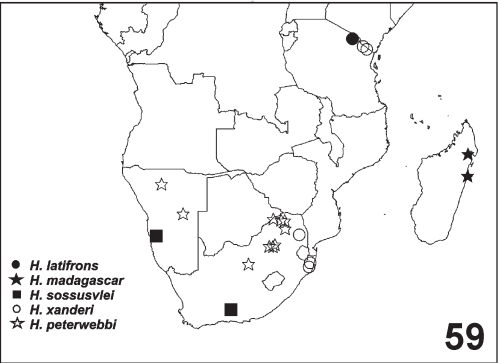 H. latifrons
H. madagascar
H. sossusvlei
H. xanderi
H. peterwebbi
59